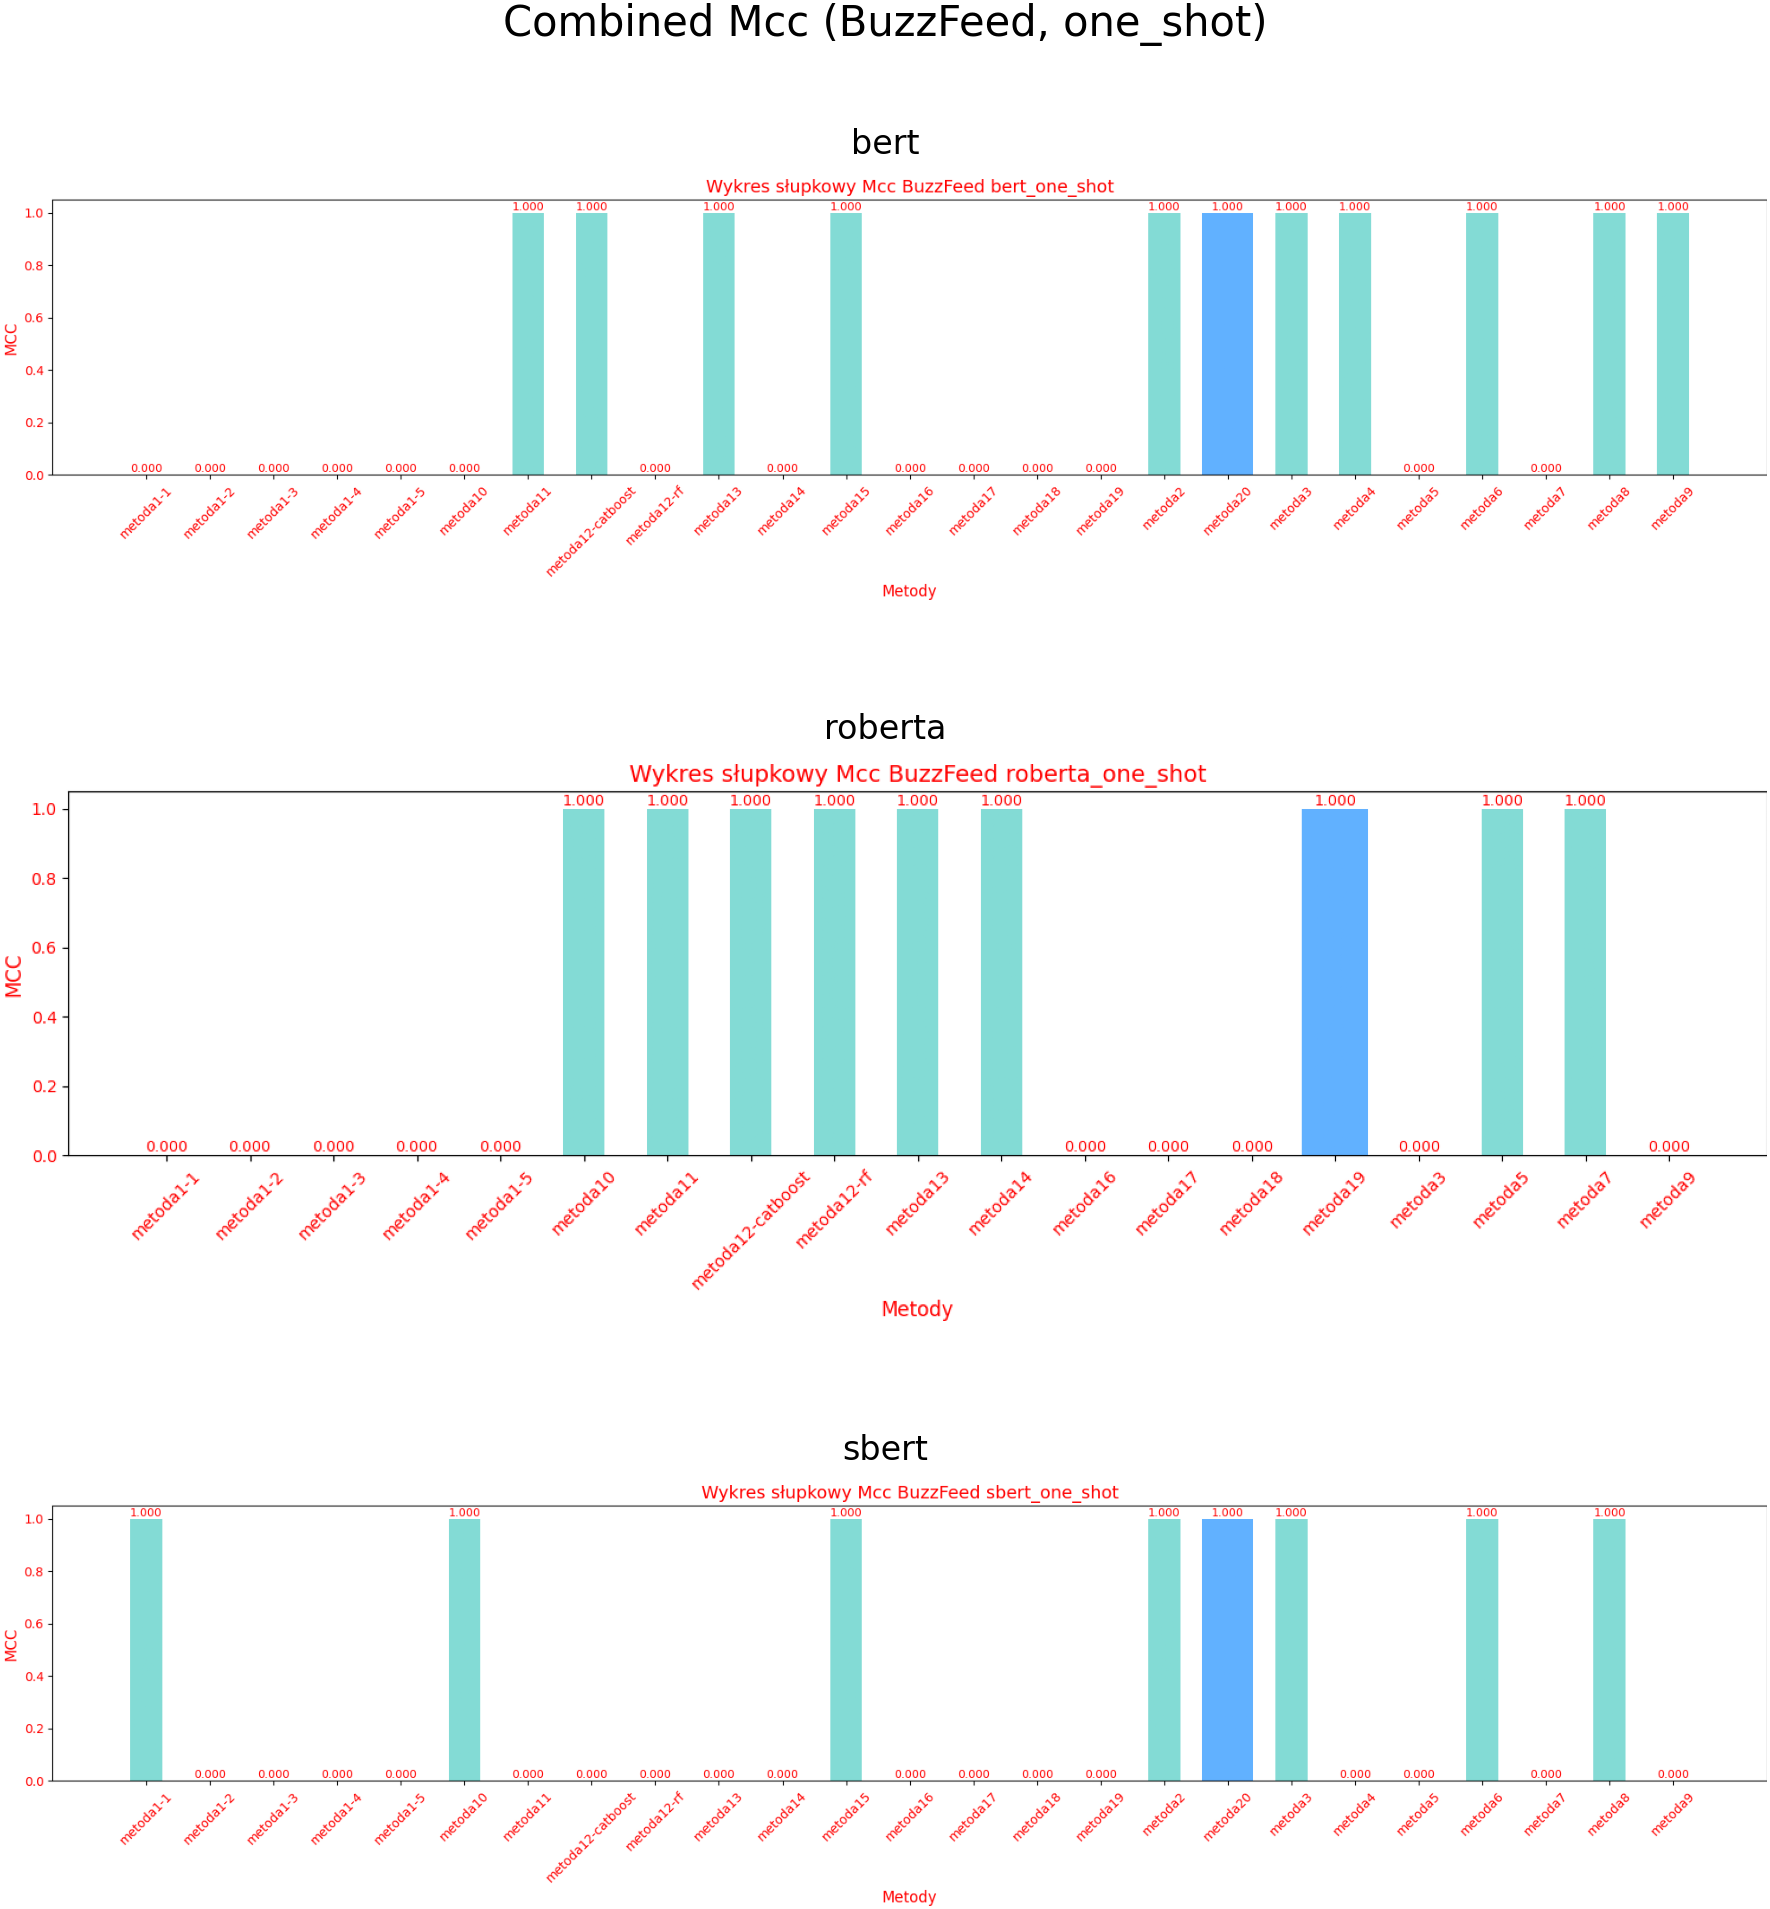 Combined Mcc (BuzzFeed, one_shot)
bert
Wykres słupkowy Mcc BuzzFeed bert_one_shot
1.000 1.000 1.000 1.000 1.000 1.000 1.000 1.000 1.000 1.000 1.000
1.0
0.8
0.6
MCC
0.4
0.2
0.000 0.000 0.000 0.000 0.000 0.000 0.000 0.000 0.000 0.000 0.000 0.000 0.000 0.000
0.0
metoda1-1 metoda1-2 metoda1-3 metoda1-4 metoda1-5 metoda10 metoda11 metoda12-catboost metoda12-rf metoda13 metoda14 metoda15 metoda16 metoda17 metoda18 metoda19 metoda2 metoda20 metoda3 metoda4 metoda5 metoda6 metoda7 metoda8 metoda9
Metody
roberta
Wykres słupkowy Mcc BuzzFeed roberta_one_shot
1.000 1.000 1.000 1.000 1.000 1.000 1.000 1.000 1.000
1.0
0.8
0.6
MCC
0.4
0.2
0.000 0.000 0.000 0.000 0.000 0.000 0.000 0.000 0.000 0.000
0.0
metoda1-1 metoda1-2 metoda1-3 metoda1-4 metoda1-5 metoda10 metoda11 metoda12-catboost metoda12-rf metoda13 metoda14 metoda16 metoda17 metoda18 metoda19 metoda3 metoda5 metoda7 metoda9
Metody
sbert
Wykres słupkowy Mcc BuzzFeed sbert_one_shot
1.000 1.000 1.000 1.000 1.000 1.000 1.000 1.000
1.0
0.8
0.6
MCC
0.4
0.2
0.000 0.000 0.000 0.000 0.000 0.000 0.000 0.000 0.000 0.000 0.000 0.000 0.000 0.000 0.000 0.000 0.000
0.0
metoda1-1 metoda1-2 metoda1-3 metoda1-4 metoda1-5 metoda10 metoda11 metoda12-catboost metoda12-rf metoda13 metoda14 metoda15 metoda16 metoda17 metoda18 metoda19 metoda2 metoda20 metoda3 metoda4 metoda5 metoda6 metoda7 metoda8 metoda9
Metody